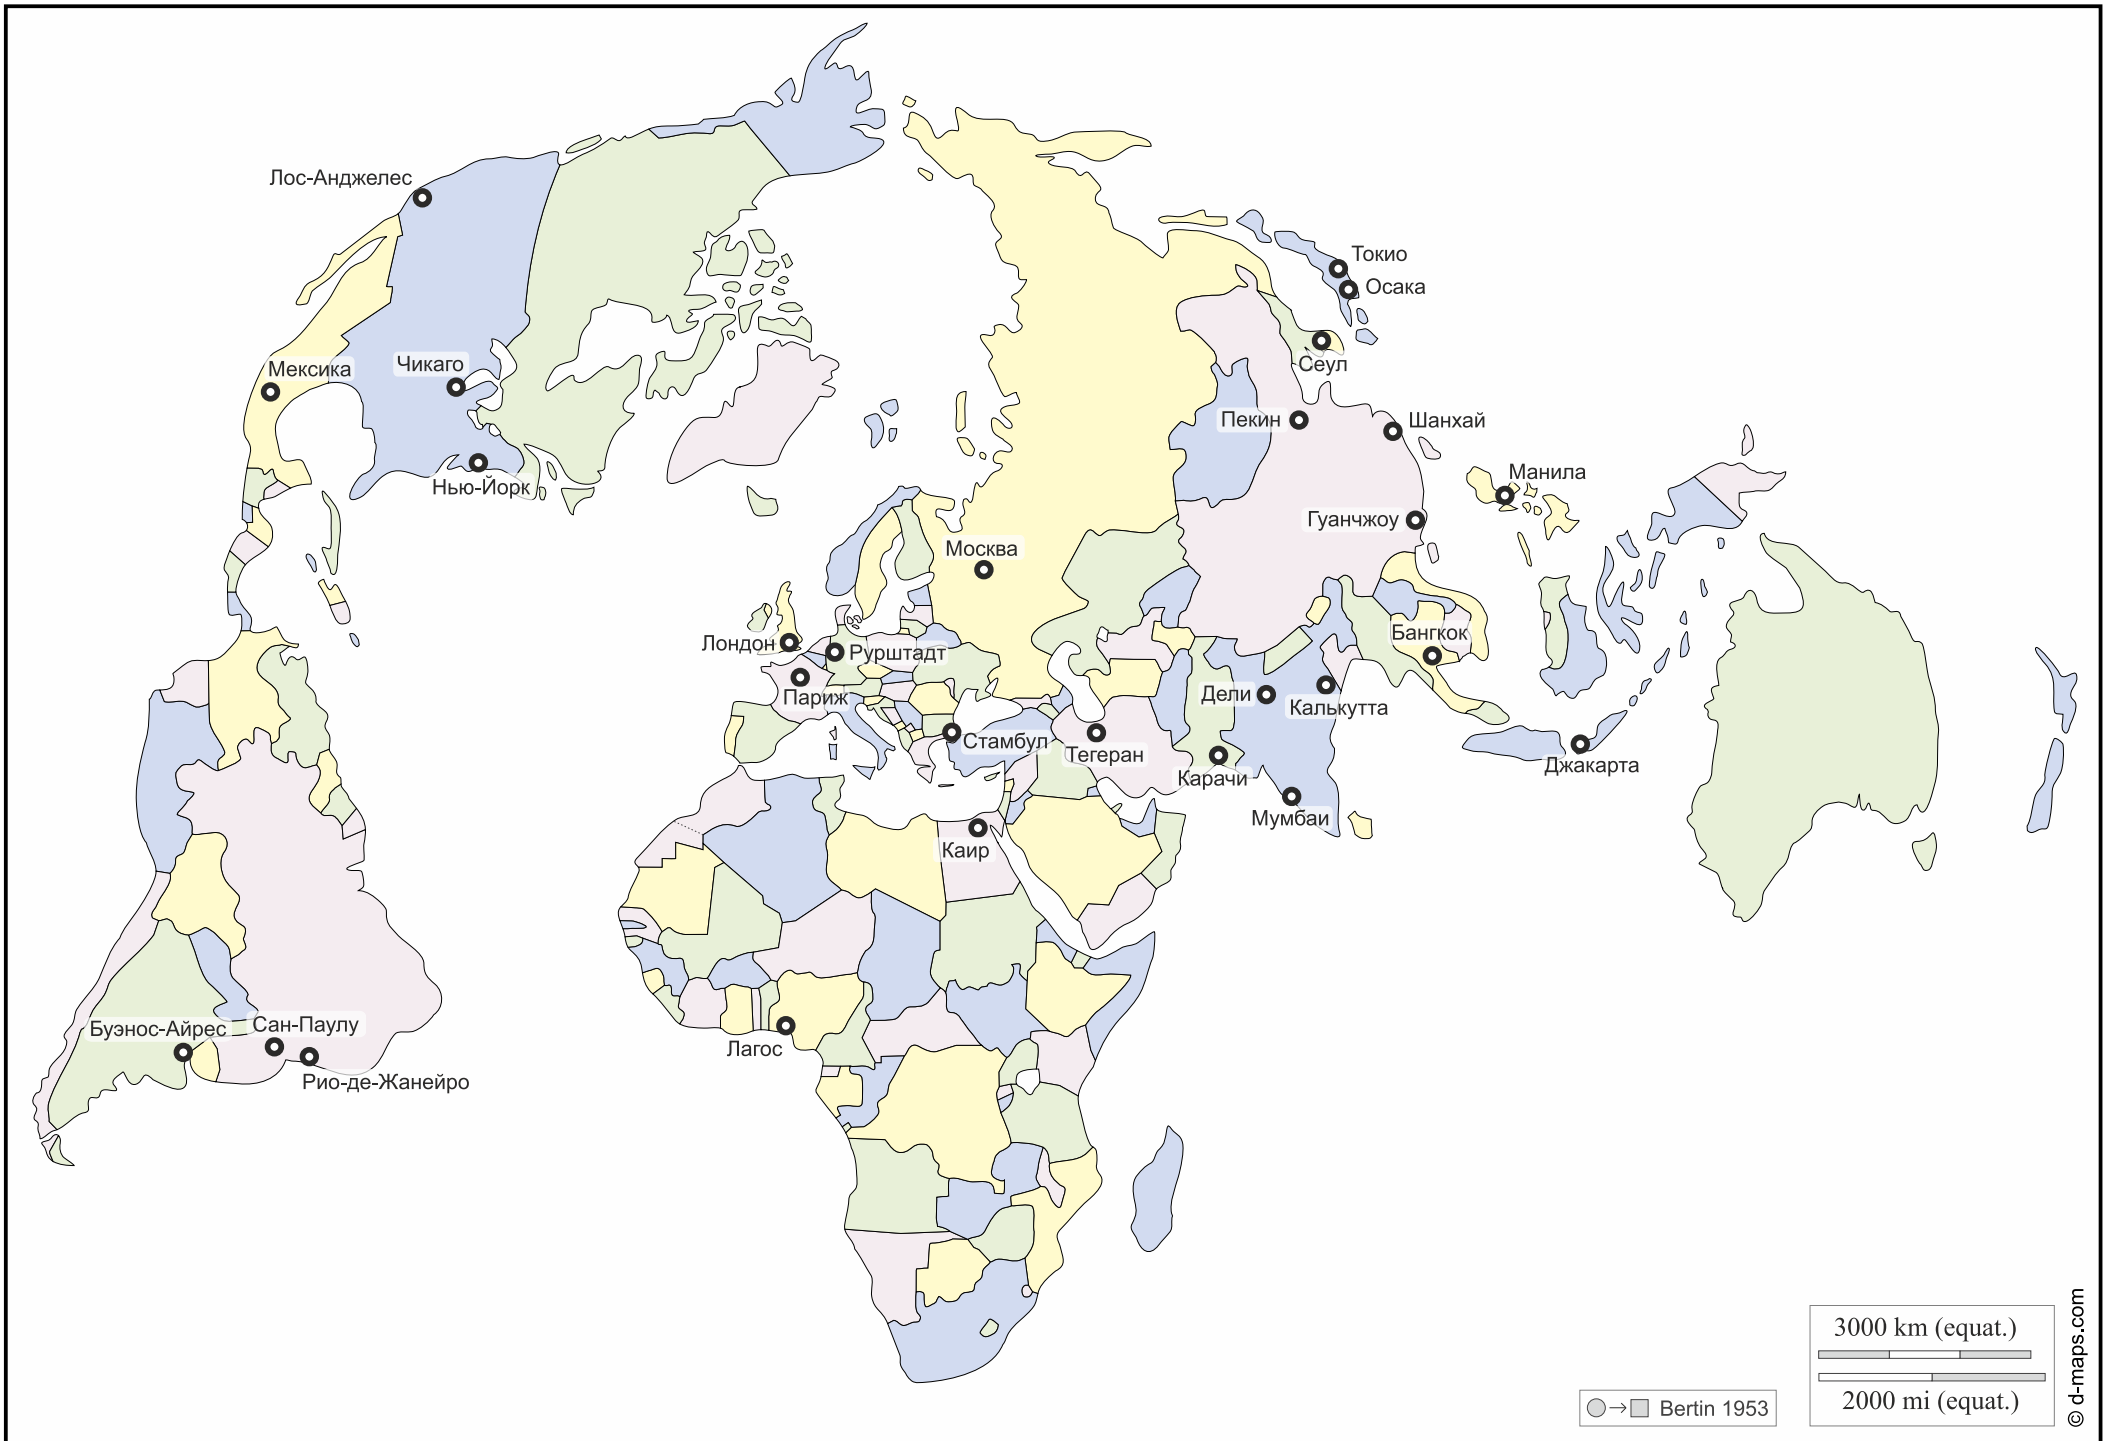 Лос-Анджелес
Токио
Осака
Сеул
Мексика
Чикаго
Пекин
Шанхай
Манила
Нью-Йорк
Гуанчжоу
Москва
Бангкок
Лондон
Рурштадт
Париж
Дели
Калькутта
Стамбул
Тегеран
Карачи
Джакарта
Мумбаи
Каир
Буэнос-Айрес
Сан-Паулу
Лагос
Рио-де-Жанейро
3000 km (equat.)
2000 mi (equat.)
Bertin 1953
© d-maps.com